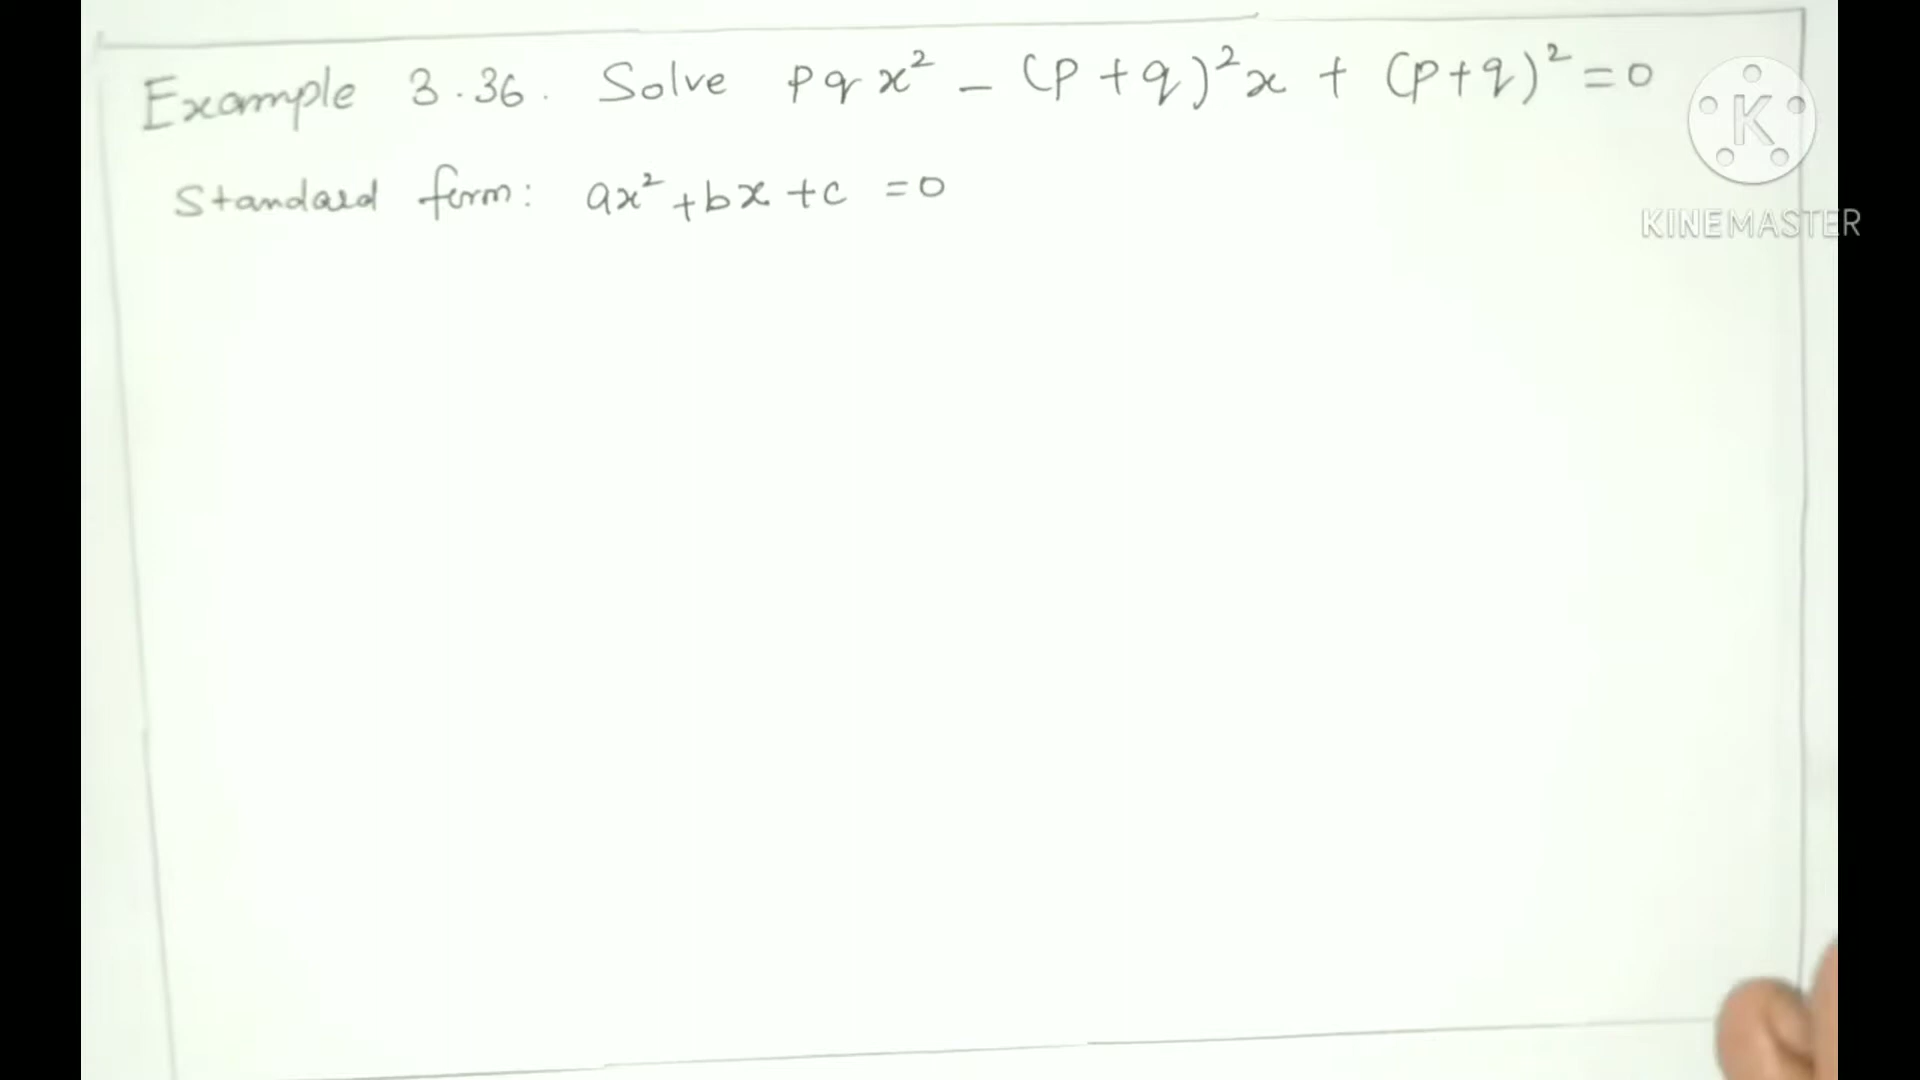 Example 3.36. Solve pqx² - (p+q)²x + (p+q)² = 0
K
KINEMASTER
Standard form: ax² + bx + c = 0